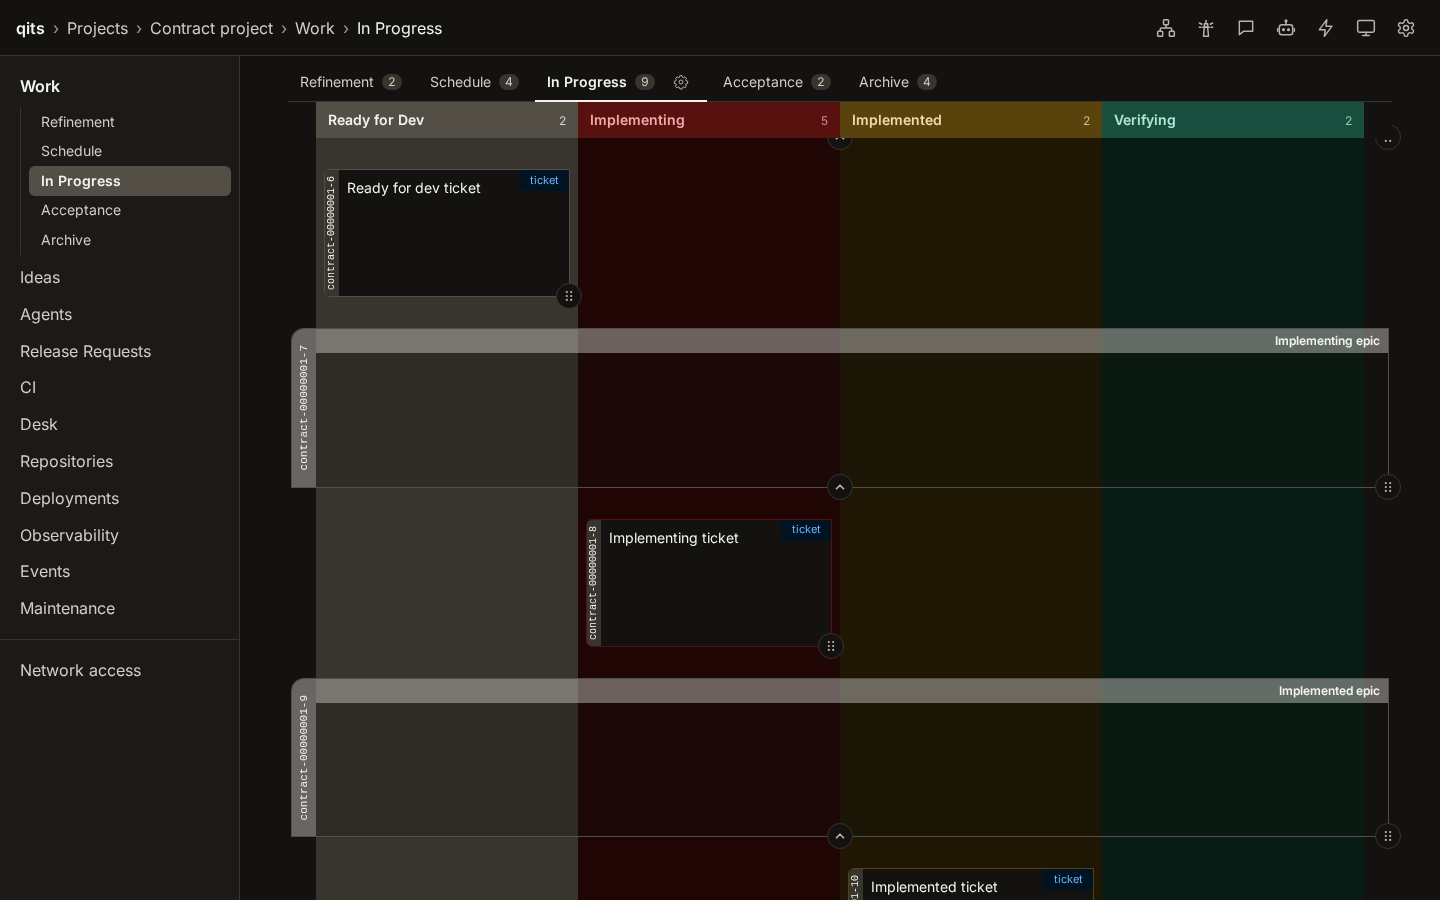 qits › Projects › Contract project › Work › In Progress
Work
Refinement
Schedule
In Progress
Acceptance
Archive
Ideas
Agents
Release Requests
CI
Desk
Repositories
Deployments
Observability
Events
Maintenance
Network access
Refinement 2
Schedule 4
In Progress 9
Acceptance 2
Archive 4
Ready for Dev 2
Implementing 5
Implemented 2
Verifying 2
contract-00000001-6
Ready for dev ticket
ticket
contract-00000001-7
Implementing epic
contract-00000001-8
Implementing ticket
ticket
contract-00000001-9
Implemented epic
1-10
Implemented ticket
ticket